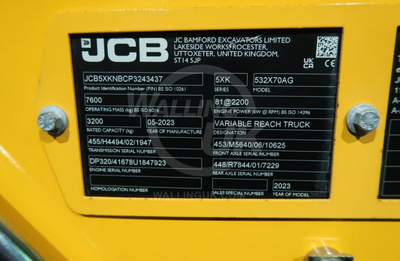 JCB
JC BAMFORD EXCAVATORS LIMITED
LAKESIDE WORKS, ROCESTER,
UTTOXETER, UNITED KINGDOM,
ST14 5JP
UK CA
CE
JCB5XKNBCP3243437
5XK
532X70AG
Product Identification Number (PIN) BS ISO 10261
MODEL
7600
81@2200
OPERATING MASS (kg) BS ISO 6016
ENGINE POWER (kW @ RPM) BS ISO 14396
3200
05-2023
VARIABLE REACH TRUCK
RATED CAPACITY (kg)
YEAR OF MANUFACTURE
DESIGNATION
455/H4494/02/1947
453/M5640/06/10625
TRANSMISSION SERIAL NUMBER
FRONT AXLE SERIAL NUMBER
DP320/41678U1847923
448/R7844/01/7229
ENGINE SERIAL NUMBER
REAR AXLE SERIAL NUMBER
2023
HOMOLOGATION NUMBER
SALES SPECIAL SERIAL NUMBER
MODEL YEAR